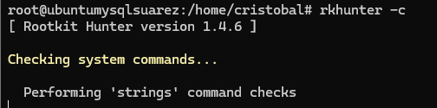 root@ubuntumysqlsuarez:/home/cristobal# rkhunter -c
[ Rootkit Hunter version 1.4.6 ]
Checking system commands...
Performing 'strings' command checks